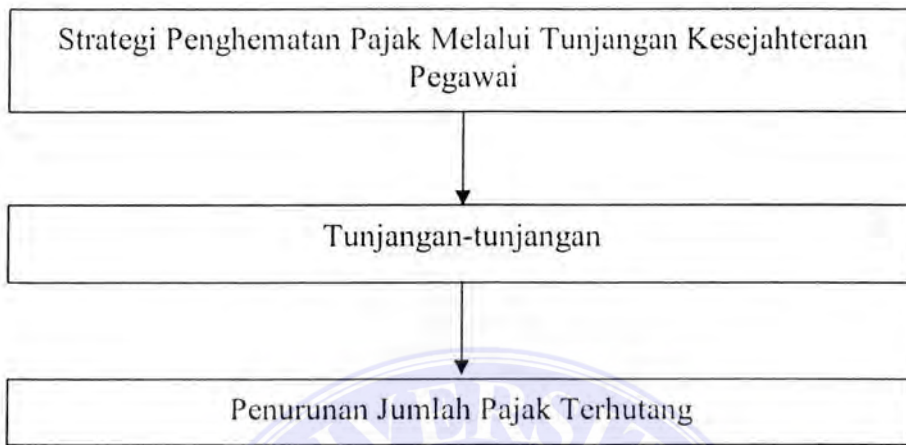 Strategi Penghematan Pajak Melalui Tunjangan Kesejahteraan
Pegawai
Tunjangan-tunjangan
Penurunan Jumlah Pajak Terhutang